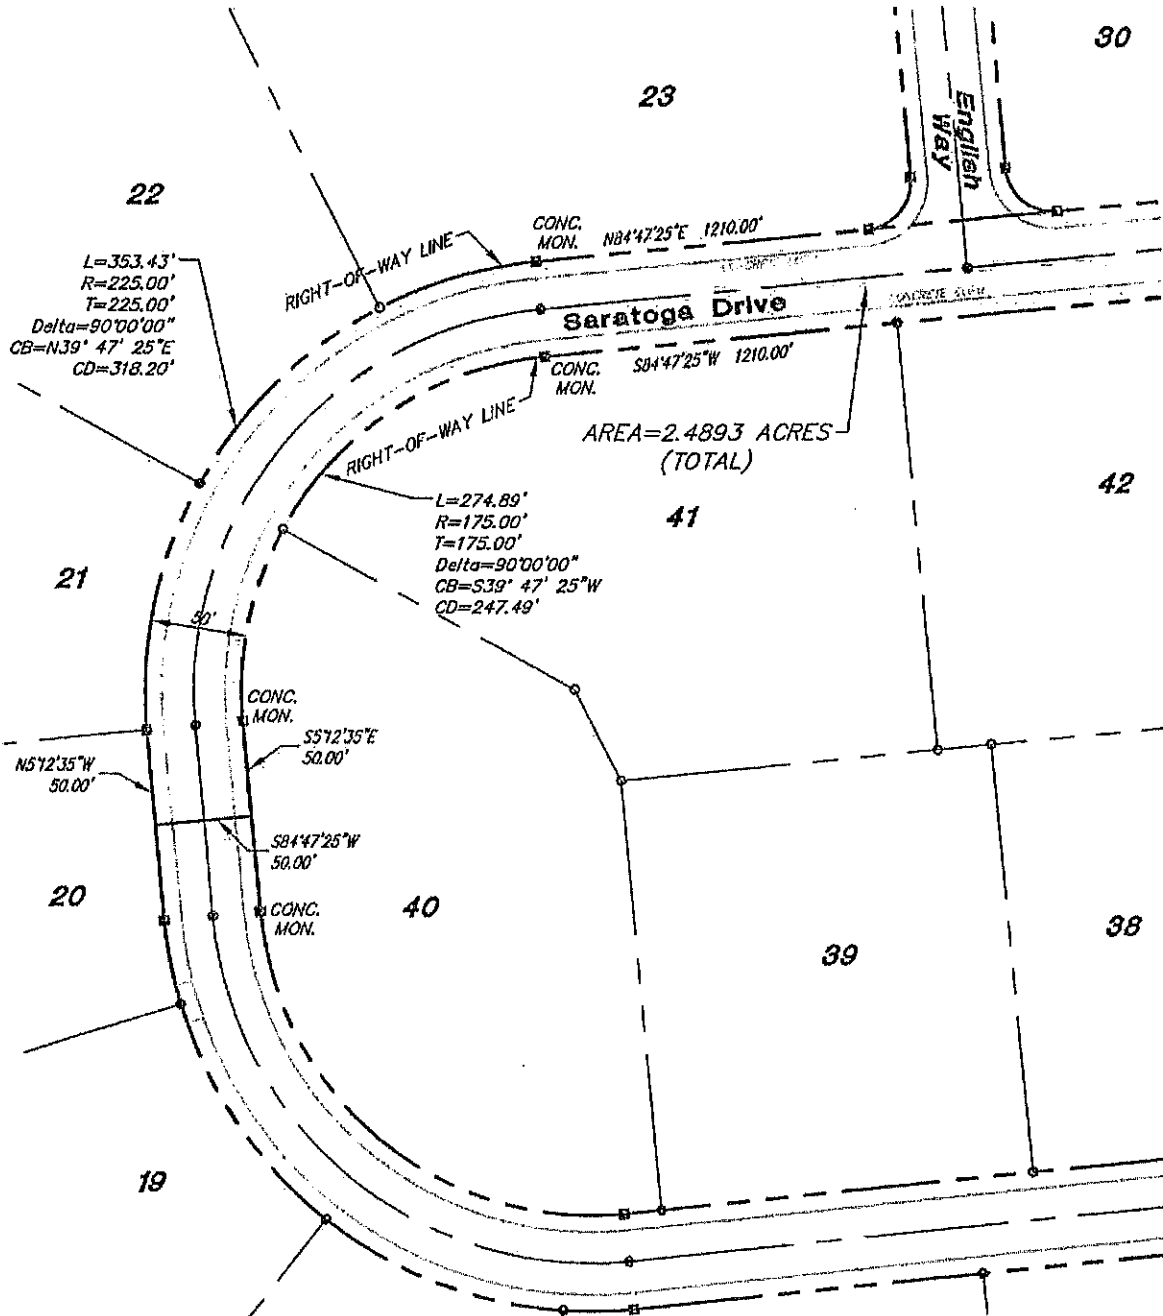 30
23
English
Way
22
CONC.
MON.
N84°47'25"E 1210.00'
RIGHT-OF-WAY LINE
L=353.43'
R=225.00'
T=225.00'
Delta=90°00'00"
CB=N39° 47' 25"E
CD=318.20'
Saratoga Drive
CONC.
MON.
S84°47'25"W 1210.00'
RIGHT-OF-WAY LINE
AREA=2.4893 ACRES
(TOTAL)
42
41
L=274.89'
R=175.00'
T=175.00'
Delta=90°00'00"
CB=S39° 47' 25"W
CD=247.49'
21
50'
CONC.
MON.
S5°12'35"E
50.00'
N5°12'35"W
50.00'
S84°47'25"W
50.00'
20
CONC.
MON.
40
39
38
19